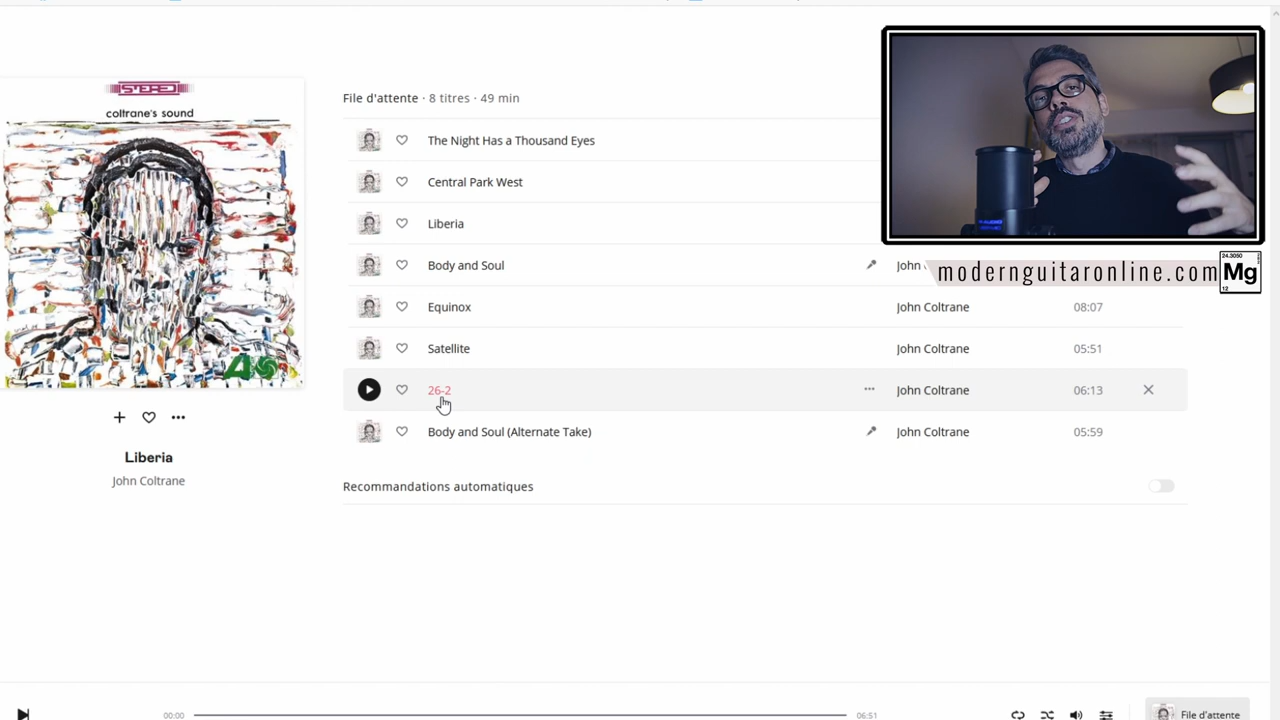 STEREO
coltrane's sound
Liberia
John Coltrane
File d'attente · 8 titres · 49 min
The Night Has a Thousand Eyes
Central Park West
Liberia
Body and Soul John
Equinox John Coltrane 08:07
Satellite John Coltrane 05:51
26-2 John Coltrane 06:13
Body and Soul (Alternate Take) John Coltrane 05:59
Recommandations automatiques
modernguitaronline.com
24.3050
Mg
12
00:00
06:51
File d'attente